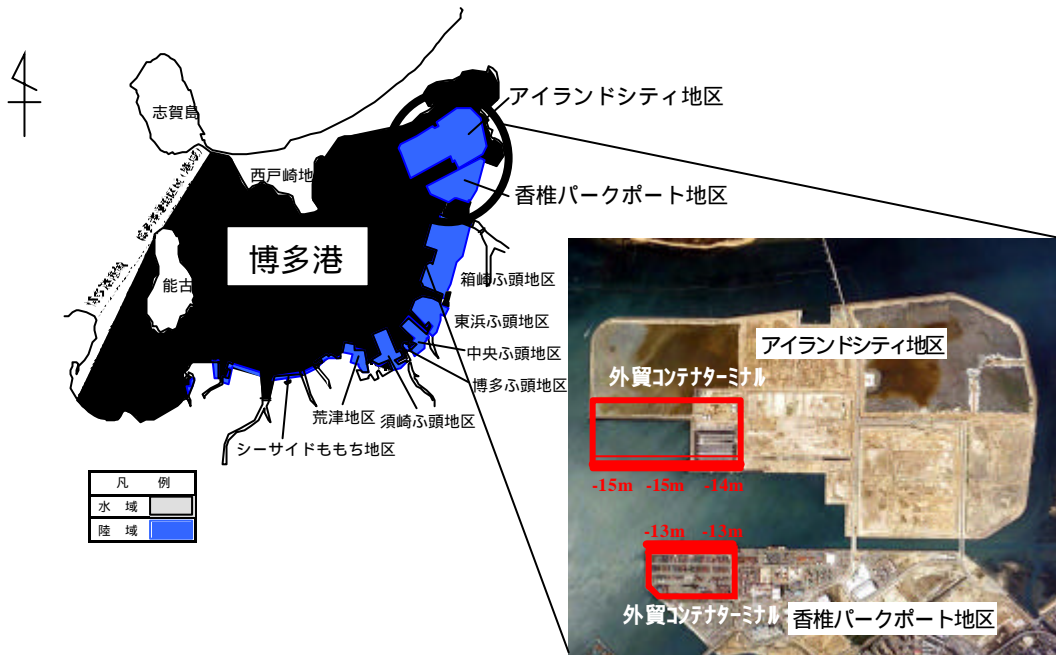 アイランドシティ地区
志賀島
西戸崎地
香椎パークポート地区
博多港
能古
箱崎ふ頭地区
東浜ふ頭地区
中央ふ頭地区
博多ふ頭地区
荒津地区
須崎ふ頭地区
シーサイドももち地区
凡 例
水 域
陸 域
アイランドシティ地区
外貿コンテナターミナル
-15m -15m -14m
-13m -13m
外貿コンテナターミナル
香椎パークポート地区